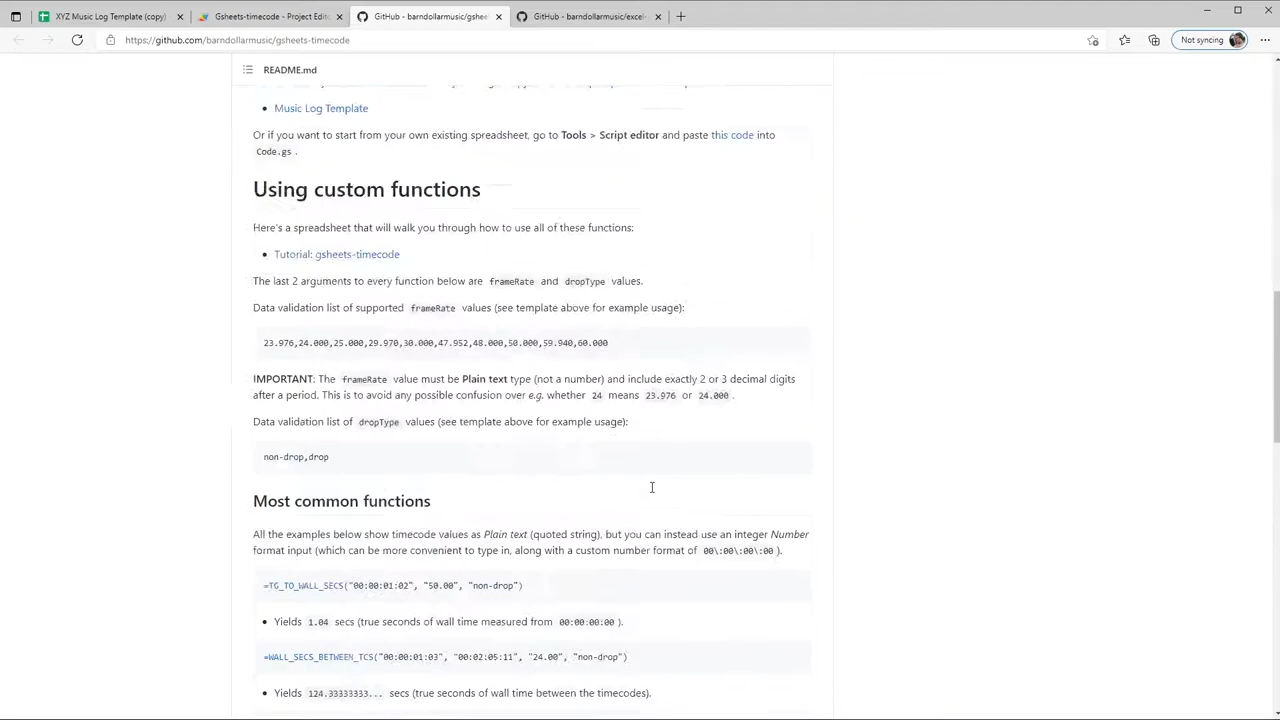 XYZ Music Log Template (copy)
Gsheets-timecode - Project Edit
GitHub - barndollarmusic/gshee
GitHub - barndollarmusic/excel-
https://github.com/barndollarmusic/gsheets-timecode
Not syncing
README.md
Music Log Template
Or if you want to start from your own existing spreadsheet, go to Tools > Script editor and paste this code into
Code.gs .
Using custom functions
Here's a spreadsheet that will walk you through how to use all of these functions:
Tutorial: gsheets-timecode
The last 2 arguments to every function below are frameRate and dropType values.
Data validation list of supported frameRate values (see template above for example usage):
23.976,24.000,25.000,29.970,30.000,47.952,48.000,50.000,59.940,60.000
IMPORTANT: The frameRate value must be Plain text type (not a number) and include exactly 2 or 3 decimal digits
after a period. This is to avoid any possible confusion over e.g. whether 24 means 23.976 or 24.000 .
Data validation list of dropType values (see template above for example usage):
non-drop,drop
Most common functions
All the examples below show timecode values as Plain text (quoted string), but you can instead use an integer Number
format input (which can be more convenient to type in, along with a custom number format of 00\:00\:00\:00 ).
=TC_TO_WALL_SECS("00:00:01:02", "50.00", "non-drop")
Yields 1.04 secs (true seconds of wall time measured from 00:00:00:00 ).
=WALL_SECS_BETWEEN_TCS("00:00:01:03", "00:02:05:11", "24.00", "non-drop")
Yields 124.33333333... secs (true seconds of wall time between the timecodes).